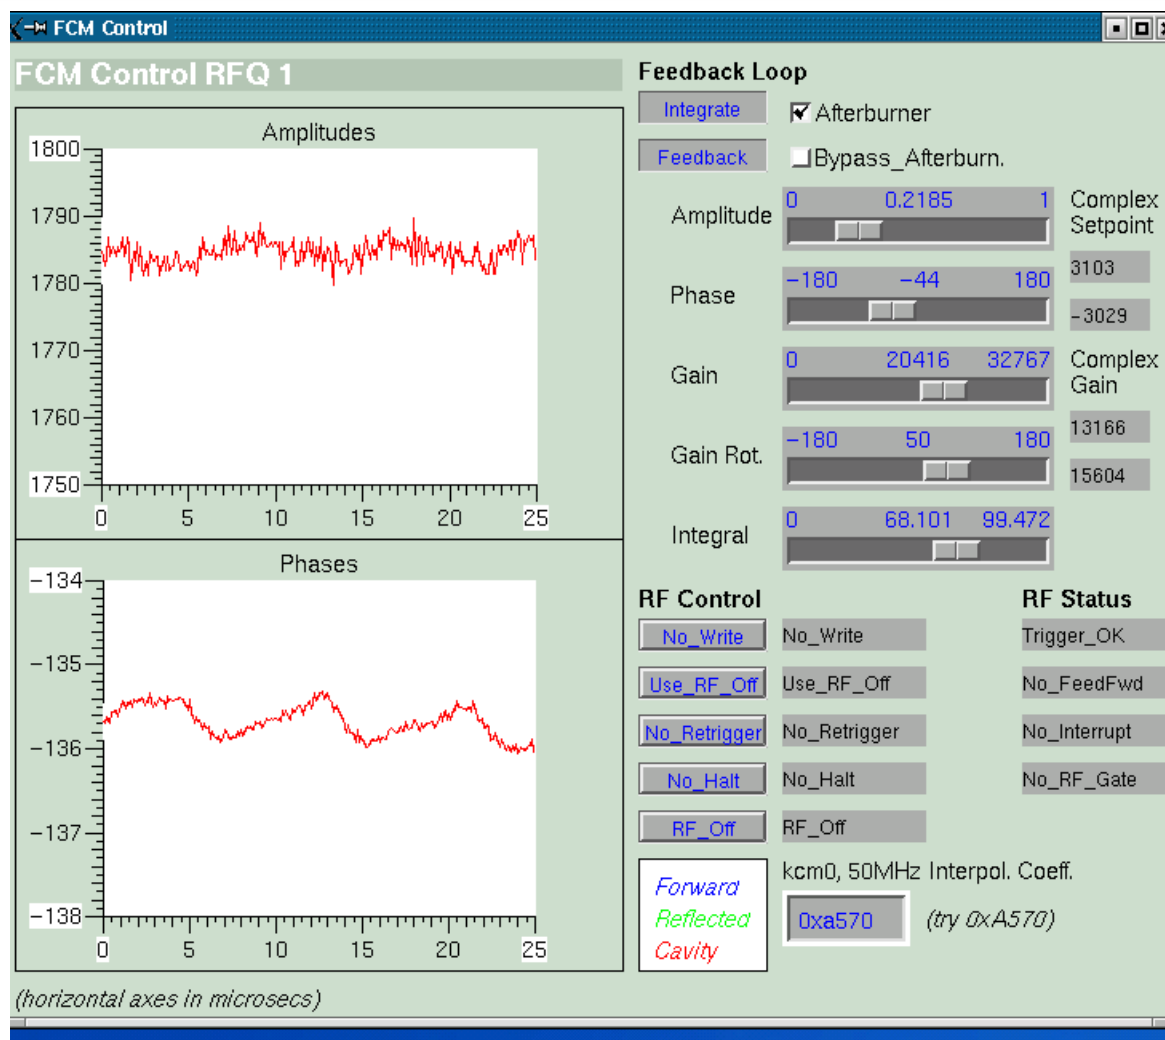 FCM Control
FCM Control RFQ 1
Amplitudes
1800
1790
1780
1770
1760
1750
0 5 10 15 20 25
Phases
−134
−135
−136
−137
−138
0 5 10 15 20 25
(horizontal axes in microsecs)
Feedback Loop
Integrate Afterburner
Feedback Bypass_Afterburn.
Amplitude 0 0.2185 1
Complex
Setpoint
3103
Phase −180 −44 180
−3029
Gain 0 20416 32767
Complex
Gain
13166
Gain Rot. −180 50 180
15604
Integral 0 68.101 99.472
RF Control RF Status
No_Write No_Write Trigger_OK
Use_RF_Off Use_RF_Off No_FeedFwd
No_Retrigger No_Retrigger No_Interrupt
No_Halt No_Halt No_RF_Gate
RF_Off RF_Off
Forward
Reflected
Cavity
kcm0, 50MHz Interpol. Coeff.
0xa570 (try 0xA570)